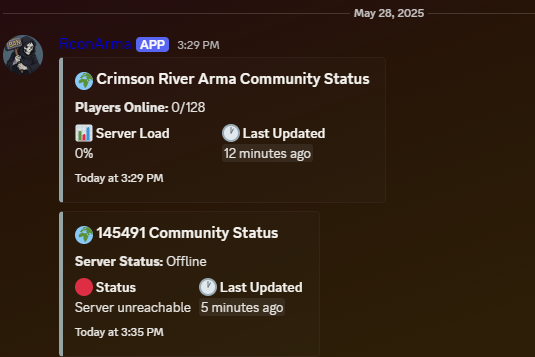 May 28, 2025
RconArma APP 3:29 PM
Crimson River Arma Community Status
Players Online: 0/128
Server Load Last Updated
0% 12 minutes ago
Today at 3:29 PM
145491 Community Status
Server Status: Offline
Status Last Updated
Server unreachable 5 minutes ago
Today at 3:35 PM